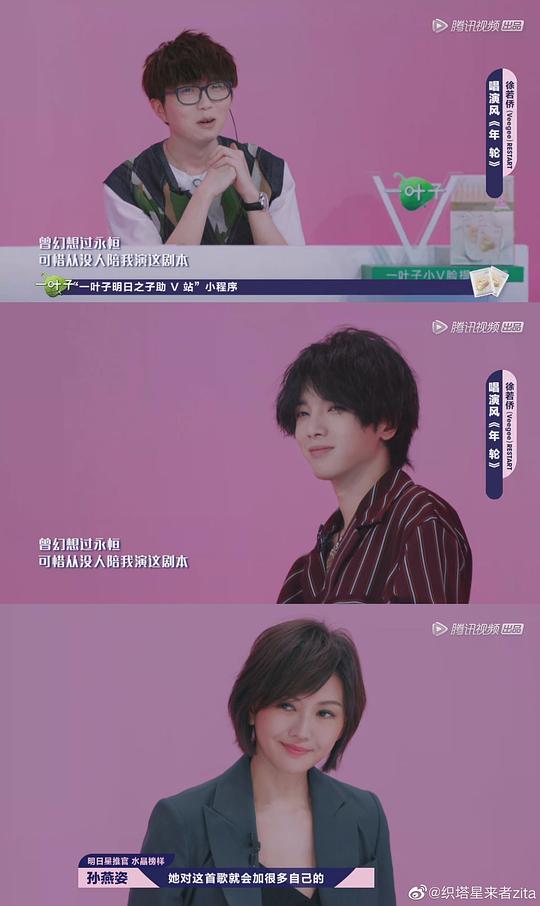 腾讯视频 出品
徐若侨 (Veegee) RESTART
唱演风《年轮》
一叶子
曾幻想过永恒
可惜从没人陪我演这剧本
一叶子小V脸提
一叶子 "一叶子明日之子助 V 站"小程序
腾讯视频 出品
徐若侨 (Veegee) RESTART
唱演风《年轮》
曾幻想过永恒
可惜从没人陪我演这剧本
腾讯视频 出品
明日星推官 水晶榜样
孙燕姿 她对这首歌就会加很多自己的
@织塔星来者zita